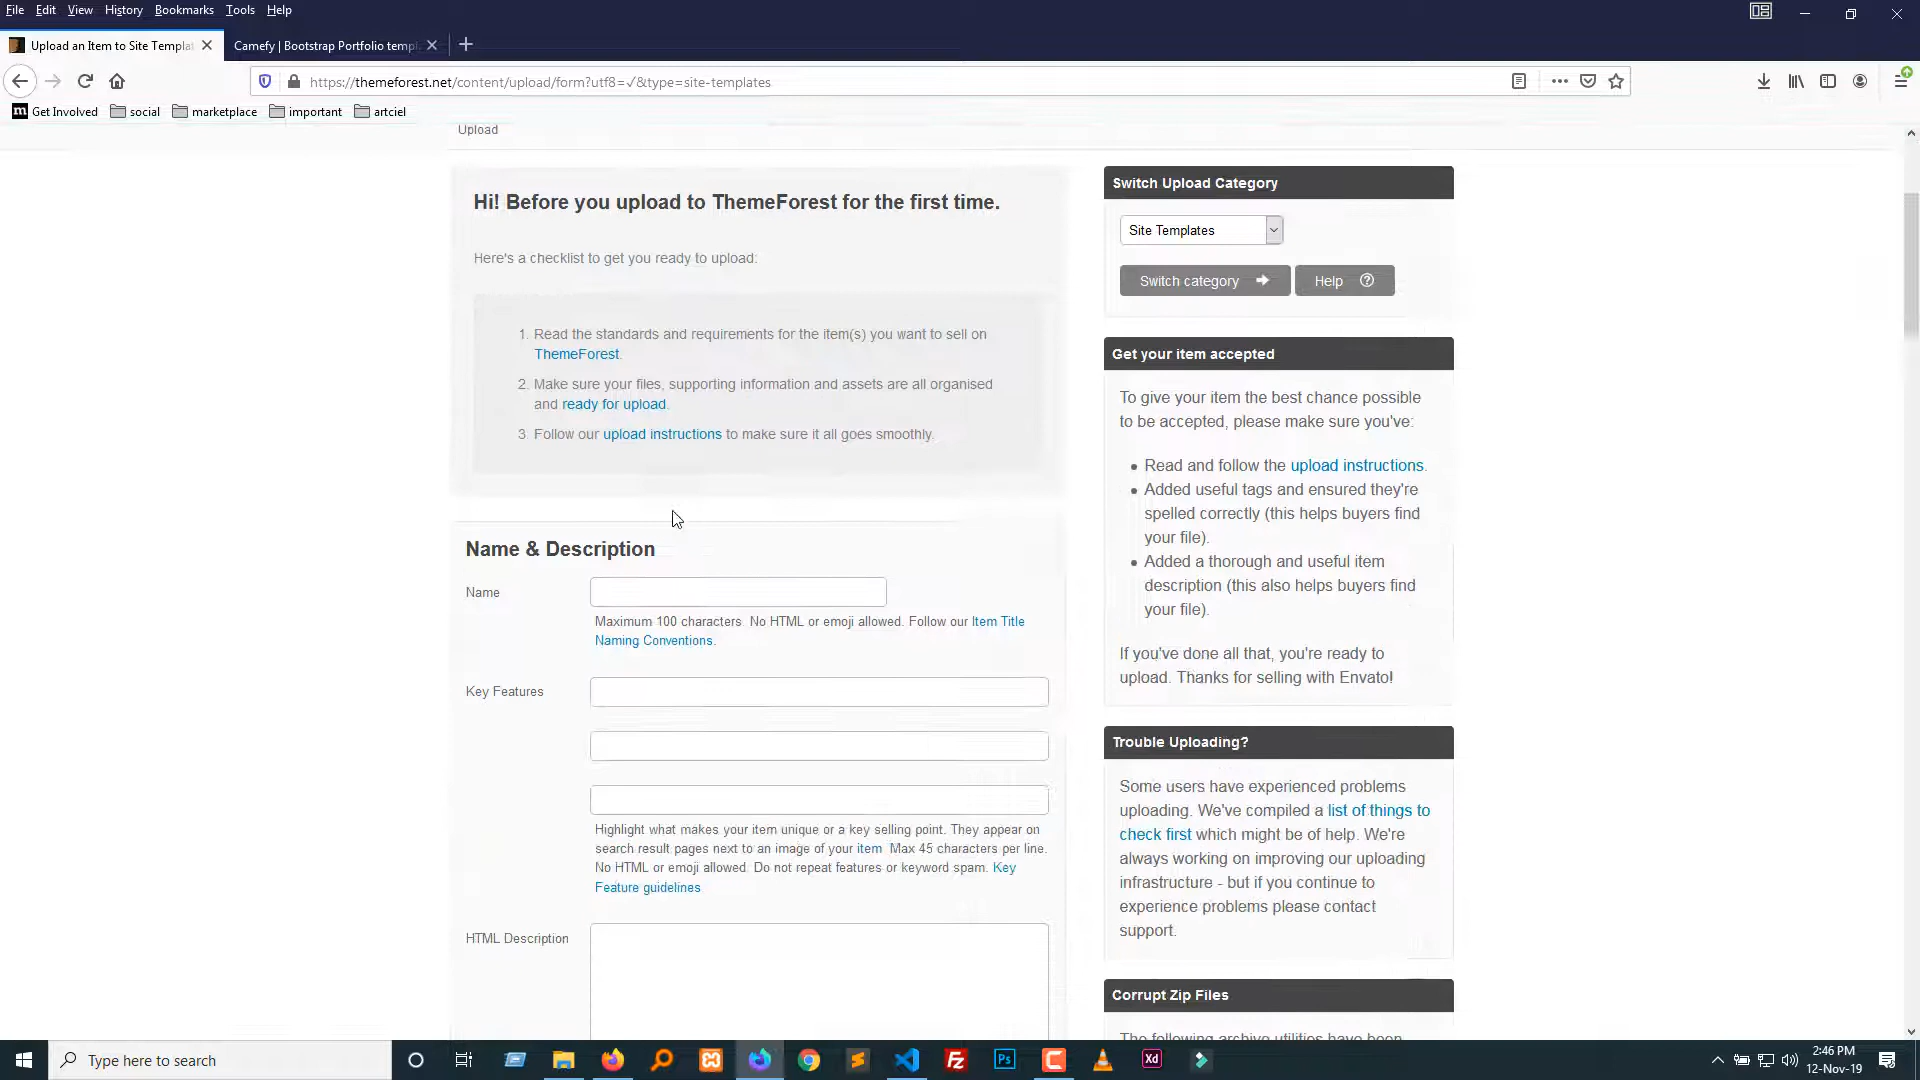 File Edit View History Bookmarks Tools Help
Upload an Item to Site Templat
Camefy | Bootstrap Portfolio templ
https://themeforest.net/content/upload/form?utf8=✓&type=site-templates
Get Involved social marketplace important artciel
Upload
Hi! Before you upload to ThemeForest for the first time.
Here's a checklist to get you ready to upload:
1. Read the standards and requirements for the item(s) you want to sell on
ThemeForest.
2. Make sure your files, supporting information and assets are all organised
and ready for upload.
3. Follow our upload instructions to make sure it all goes smoothly.
Name & Description
Name
Maximum 100 characters. No HTML or emoji allowed. Follow our Item Title
Naming Conventions.
Key Features
Highlight what makes your item unique or a key selling point. They appear on
search result pages next to an image of your item. Max 45 characters per line.
No HTML or emoji allowed. Do not repeat features or keyword spam. Key
Feature guidelines
HTML Description
Switch Upload Category
Site Templates
Switch category
Help
Get your item accepted
To give your item the best chance possible
to be accepted, please make sure you've:
• Read and follow the upload instructions.
• Added useful tags and ensured they're
spelled correctly (this helps buyers find
your file).
• Added a thorough and useful item
description (this also helps buyers find
your file).
If you've done all that, you're ready to
upload. Thanks for selling with Envato!
Trouble Uploading?
Some users have experienced problems
uploading. We've compiled a list of things to
check first which might be of help. We're
always working on improving our uploading
infrastructure - but if you continue to
experience problems please contact
support.
Corrupt Zip Files
The following archive utilities have been
Type here to search
Ps
Xd
2:46 PM
12-Nov-19